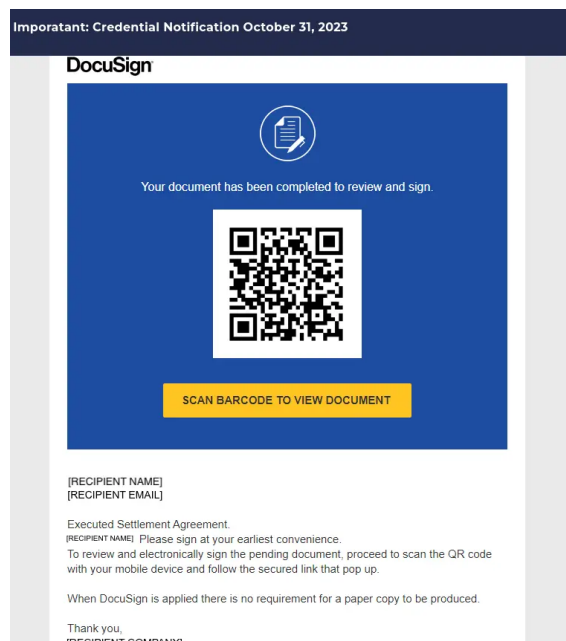 Imporatant: Credential Notification October 31, 2023
DocuSign
Your document has been completed to review and sign.
SCAN BARCODE TO VIEW DOCUMENT
[RECIPIENT NAME]
[RECIPIENT EMAIL]
Executed Settlement Agreement.
[RECIPIENT NAME] Please sign at your earliest convenience.
To review and electronically sign the pending document, proceed to scan the QR code
with your mobile device and follow the secured link that pop up.
When DocuSign is applied there is no requirement for a paper copy to be produced.
Thank you,
[RECIPIENT COMPANY]